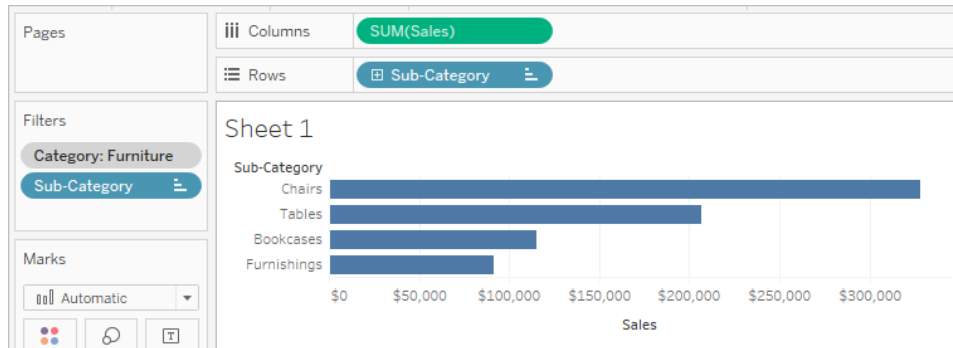 Pages
Columns
SUM(Sales)
Rows
Sub-Category
Filters
Category: Furniture
Sub-Category
Marks
Automatic
T
Sheet 1
Sub-Category
Chairs
Tables
Bookcases
Furnishings
$0 $50,000 $100,000 $150,000 $200,000 $250,000 $300,000
Sales